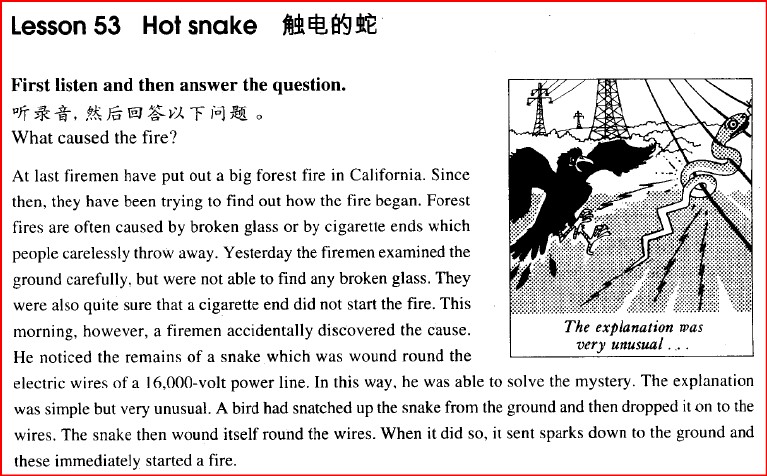 Lesson 53 Hot snake 触电的蛇
First listen and then answer the question.
听录音，然后回答以下问题。
What caused the fire?
At last firemen have put out a big forest fire in California. Since
then, they have been trying to find out how the fire began. Forest
fires are often caused by broken glass or by cigarette ends which
people carelessly throw away. Yesterday the firemen examined the
ground carefully, but were not able to find any broken glass. They
were also quite sure that a cigarette end did not start the fire. This
morning, however, a firemen accidentally discovered the cause.
He noticed the remains of a snake which was wound round the
electric wires of a 16,000-volt power line. In this way, he was able to solve the mystery. The explanation
was simple but very unusual. A bird had snatched up the snake from the ground and then dropped it on to the
wires. The snake then wound itself round the wires. When it did so, it sent sparks down to the ground and
these immediately started a fire.
The explanation was
very unusual . . .